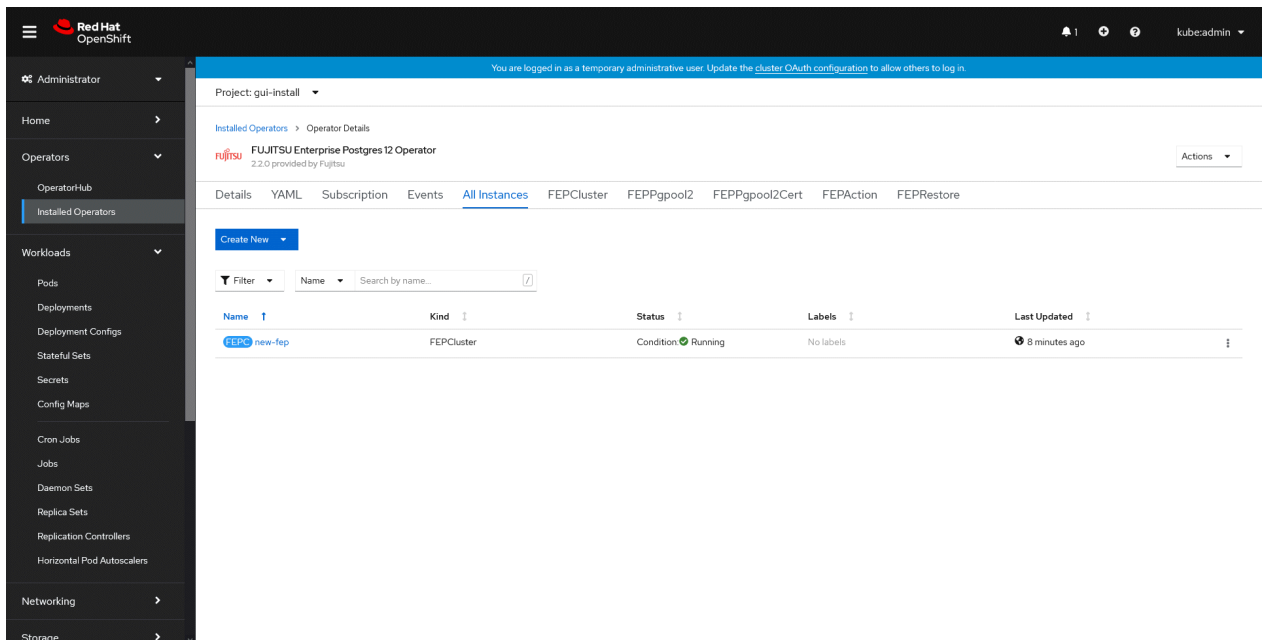 Red Hat
OpenShift
1
kube:admin
Administrator
You are logged in as a temporary administrative user. Update the cluster OAuth configuration to allow others to log in.
Project: gui-install
Home
Installed Operators > Operator Details
Operators
FUJITSU
FUJITSU Enterprise Postgres 12 Operator
2.2.0 provided by Fujitsu
Actions
OperatorHub
Details YAML Subscription Events All Instances FEPCluster FEPPgpool2 FEPPgpool2Cert FEPAction FEPRestore
Installed Operators
Create New
Workloads
Pods
Filter Name Search by name... /
Deployments
Name Kind Status Labels Last Updated
Deployment Configs
FEPC new-fep FEPCluster Condition: Running No labels 8 minutes ago
Stateful Sets
Secrets
Config Maps
Cron Jobs
Jobs
Daemon Sets
Replica Sets
Replication Controllers
Horizontal Pod Autoscalers
Networking
Storage